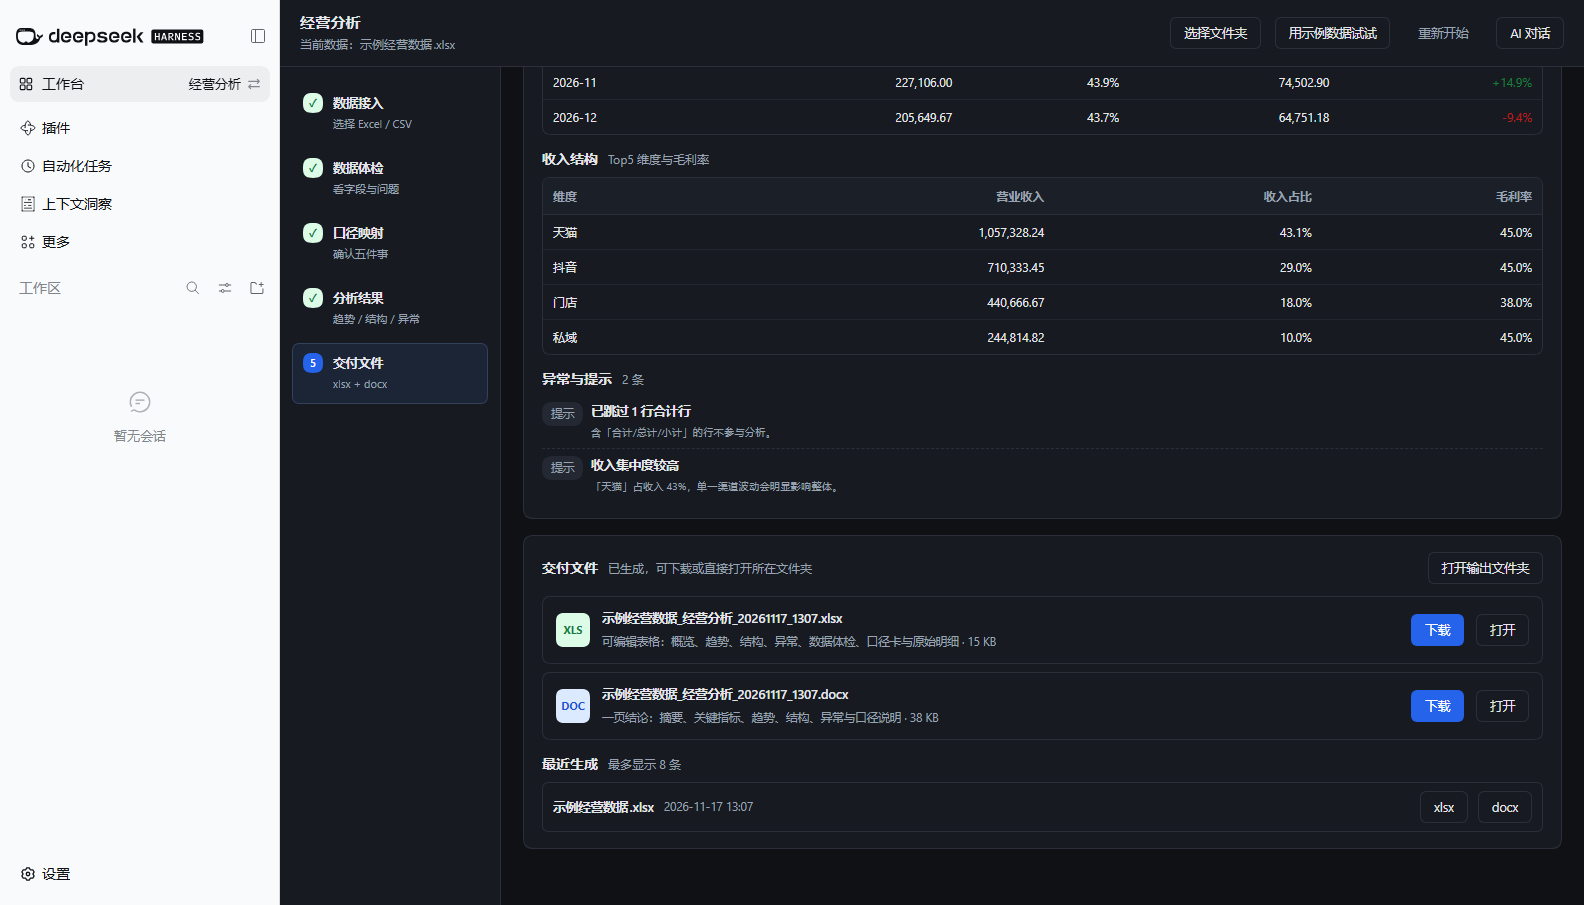 deepseek HARNESS
工作台 经营分析
插件
自动化任务
上下文洞察
更多
工作区
暂无会话
设置
经营分析
当前数据：示例经营数据.xlsx
选择文件夹
用示例数据试试
重新开始
AI 对话
数据接入
选择 Excel / CSV
数据体检
看字段与问题
口径映射
确认五件事
分析结果
趋势 / 结构 / 异常
5 交付文件
xlsx + docx
2026-11 227,106.00 43.9% 74,502.90 +14.9%
2026-12 205,649.67 43.7% 64,751.18 -9.4%
收入结构 Top5 维度与毛利率
维度 营业收入 收入占比 毛利率
天猫 1,057,328.24 43.1% 45.0%
抖音 710,333.45 29.0% 45.0%
门店 440,666.67 18.0% 38.0%
私域 244,814.82 10.0% 45.0%
异常与提示 2 条
提示 已跳过 1 行合计行
含「合计/总计/小计」的行不参与分析。
提示 收入集中度较高
「天猫」占收入 43%，单一渠道波动会明显影响整体。
交付文件 已生成，可下载或直接打开所在文件夹 打开输出文件夹
XLS 示例经营数据_经营分析_20261117_1307.xlsx
可编辑表格：概览、趋势、结构、异常、数据体检、口径卡与原始明细 · 15 KB
下载 打开
DOC 示例经营数据_经营分析_20261117_1307.docx
一页结论：摘要、关键指标、趋势、结构、异常与口径说明 · 38 KB
下载 打开
最近生成 最多显示 8 条
示例经营数据.xlsx 2026-11-17 13:07 xlsx docx